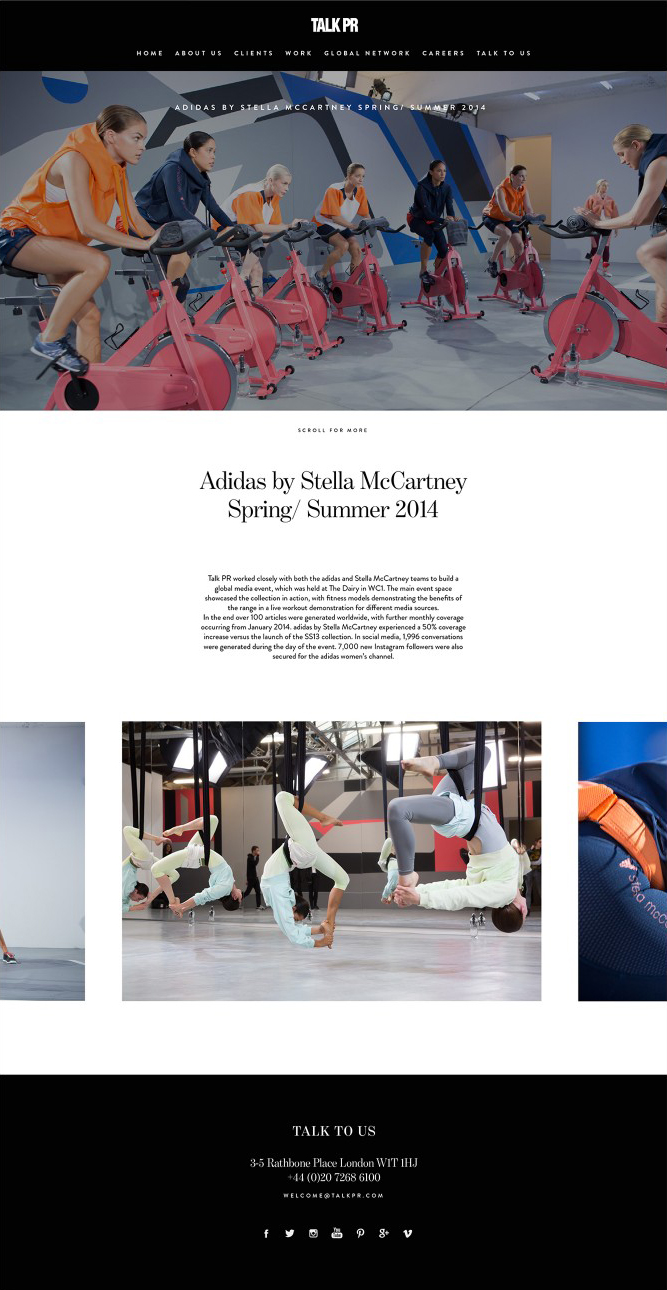 TALK PR
HOME ABOUT US CLIENTS WORK GLOBAL NETWORK CAREERS TALK TO US
ADIDAS BY STELLA MCCARTNEY SPRING/ SUMMER 2014
SCROLL FOR MORE
Adidas by Stella McCartney
Spring/ Summer 2014
Talk PR worked closely with both the adidas and Stella McCartney teams to build a
global media event, which was held at The Dairy in WC1. The main event space
showcased the collection in action, with fitness models demonstrating the benefits of
the range in a live workout demonstration for different media sources.
In the end over 100 articles were generated worldwide, with further monthly coverage
occurring from January 2014. adidas by Stella McCartney experienced a 50% coverage
increase versus the launch of the SS13 collection. In social media, 1,996 conversations
were generated during the day of the event. 7,000 new Instagram followers were also
secured for the adidas women's channel.
TALK TO US
3-5 Rathbone Place London W1T 1HJ
+44 (0)20 7268 6100
WELCOME@TALKPR.COM
You
Tube